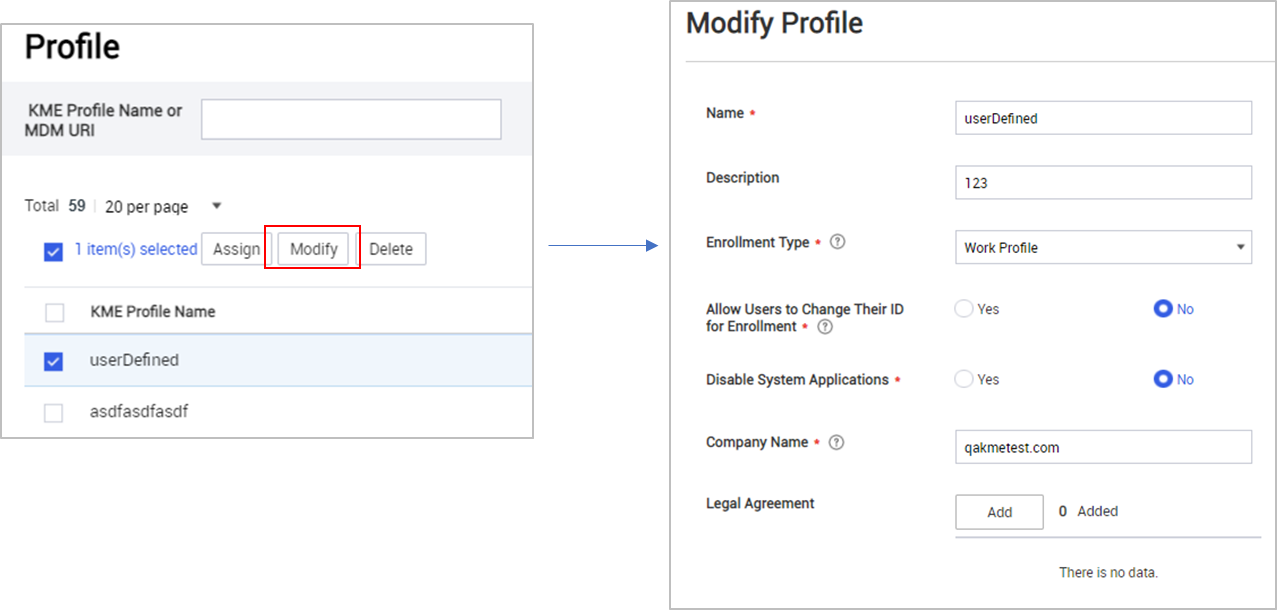 Profile
KME Profile Name or
MDM URI
Total 59 20 per page
1 item(s) selected Assign Modify Delete
KME Profile Name
userDefined
asdfasdfasdf
Modify Profile
Name * userDefined
Description 123
Enrollment Type * ? Work Profile
Allow Users to Change Their ID Yes No
for Enrollment * ?
Disable System Applications * Yes No
Company Name * ? qakmetest.com
Legal Agreement Add 0 Added
There is no data.